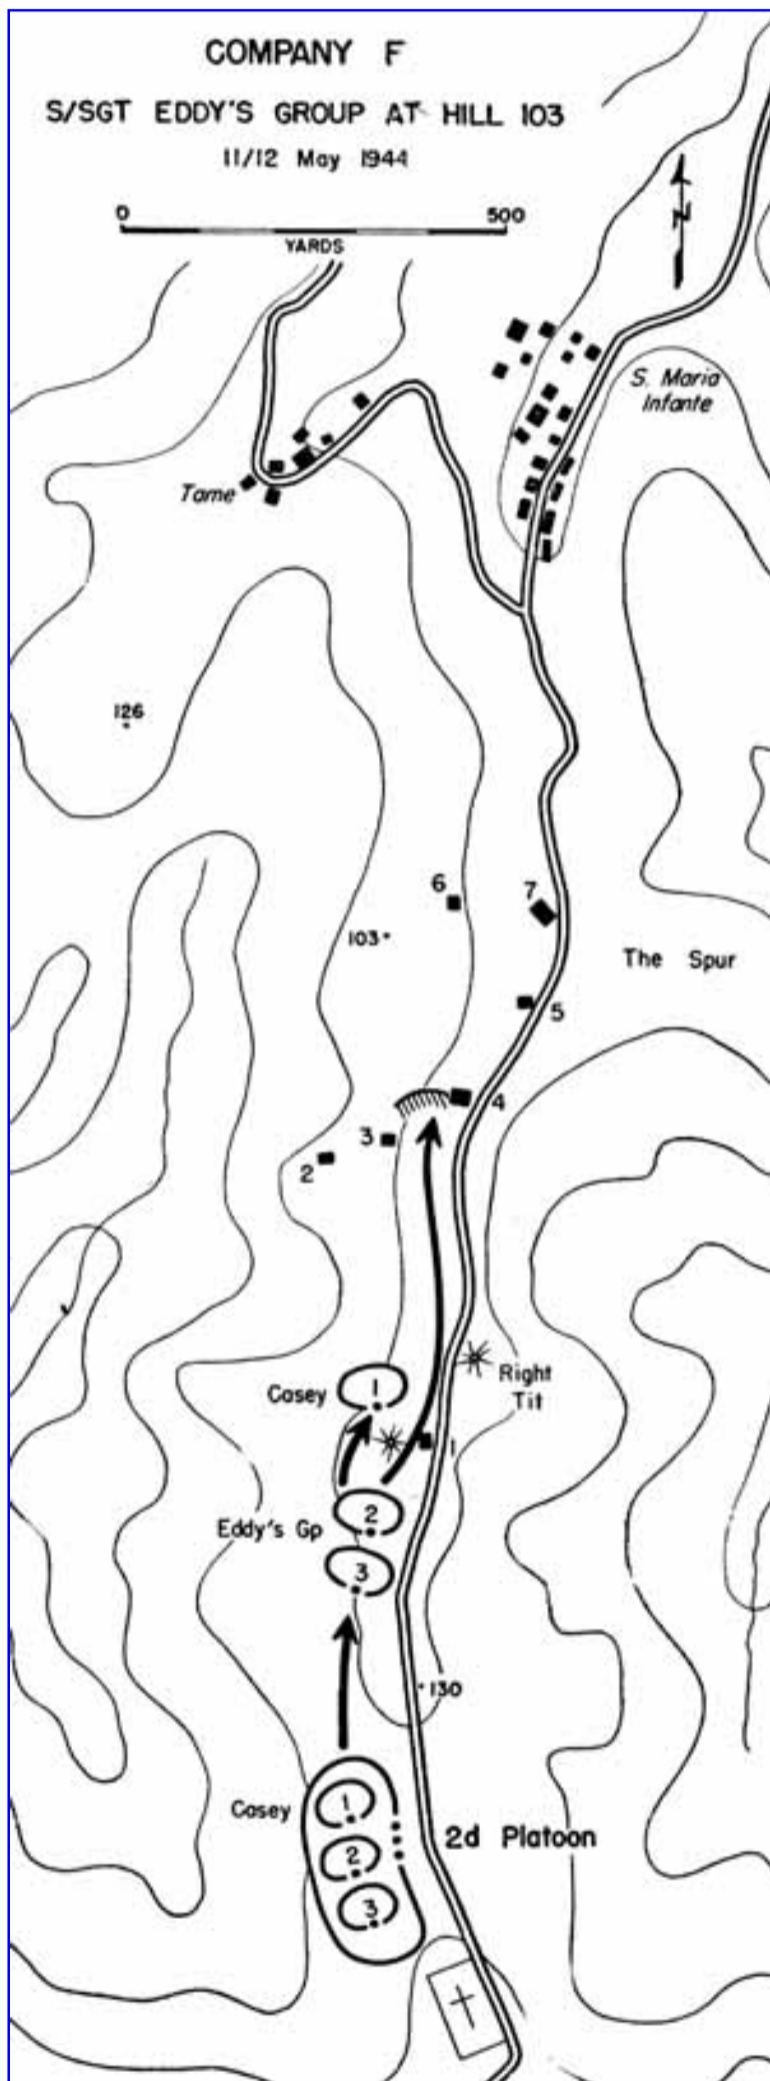 COMPANY F
S/SGT EDDY'S GROUP AT HILL 103
11/12 May 1944
0 500
YARDS
N
S. Maria
Infante
Tame
126
6
7
103
The Spur
5
4
3
2
Casey
1
Right
Tit
1
2
Eddy's Gp
3
130
Casey
1
2d Platoon
2
3